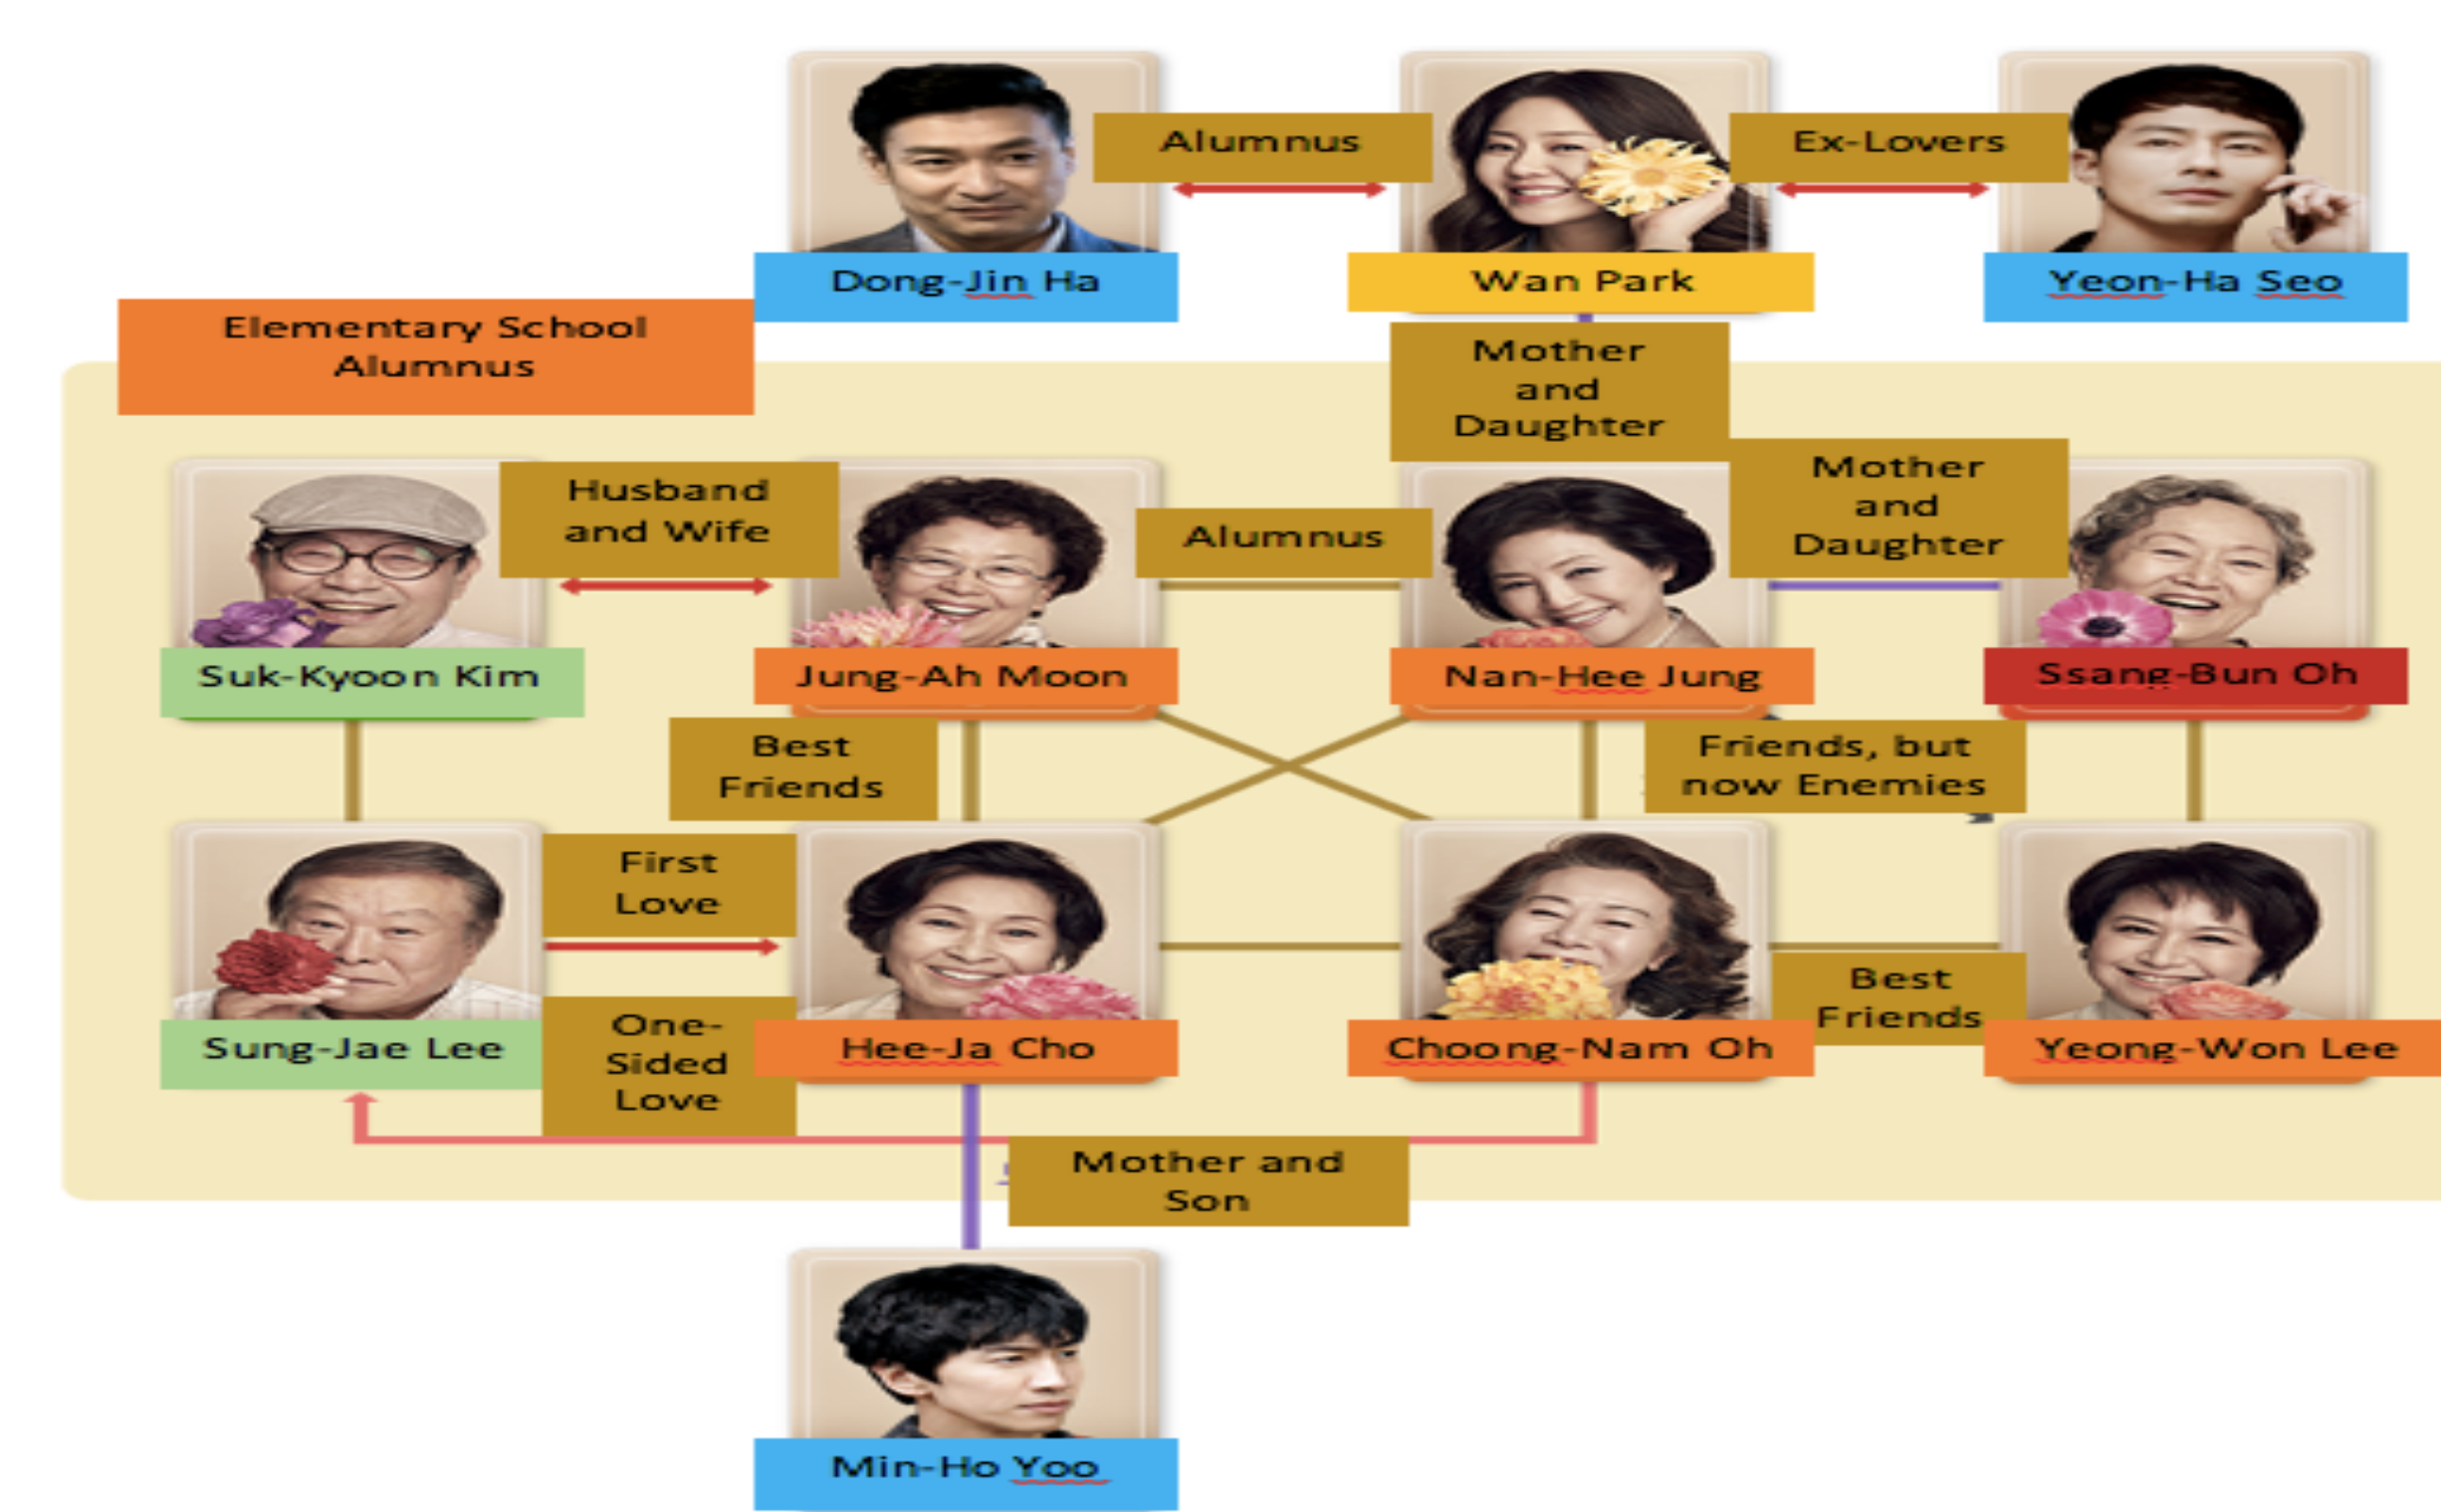 Alumnus
Ex-Lovers
Dong-Jin Ha
Wan Park
Yeon-Ha Seo
Elementary School
Alumnus
Mother
and
Daughter
Husband
and Wife
Alumnus
Mother
and
Daughter
Suk-Kyoon Kim
Jung-Ah Moon
Nan-Hee Jung
Ssang-Bun Oh
Best
Friends
Friends, but
now Enemies
First
Love
Best
Friends
One-
Sided
Love
Sung-Jae Lee
Hee-Ja Cho
Choong-Nam Oh
Yeong-Won Lee
Mother and
Son
Min-Ho Yoo